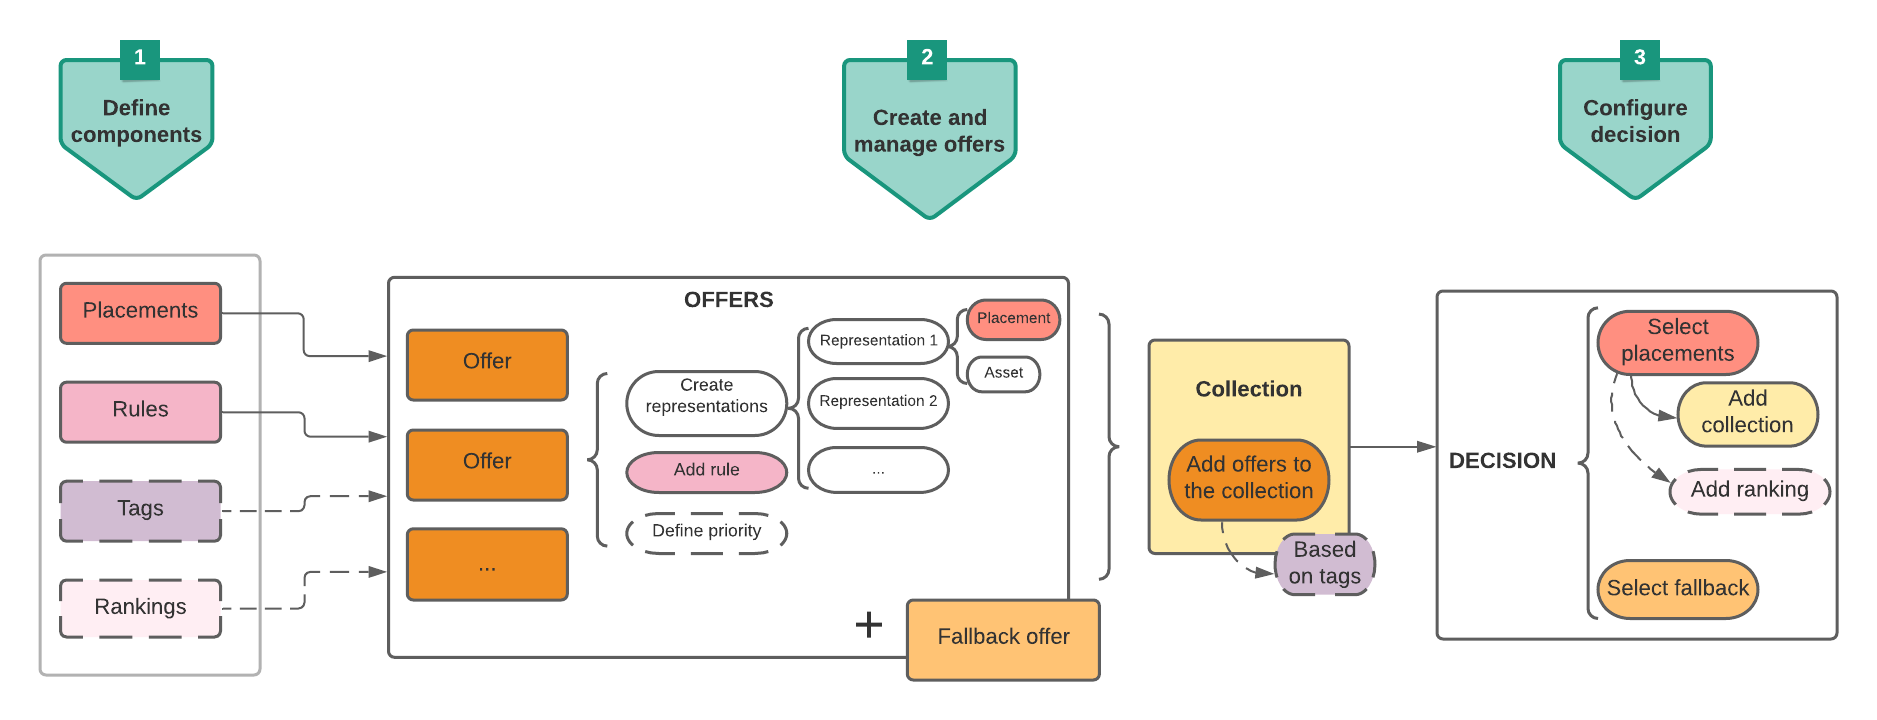 1
Define
components
2
Create and
manage offers
3
Configure
decision
Placements
Rules
Tags
Rankings
OFFERS
Offer
Offer
...
Create
representations
Add rule
Define priority
Representation 1
Representation 2
...
Placement
Asset
+
Fallback offer
Collection
Add offers to
the collection
Based
on tags
DECISION
Select
placements
Add
collection
Add ranking
Select fallback